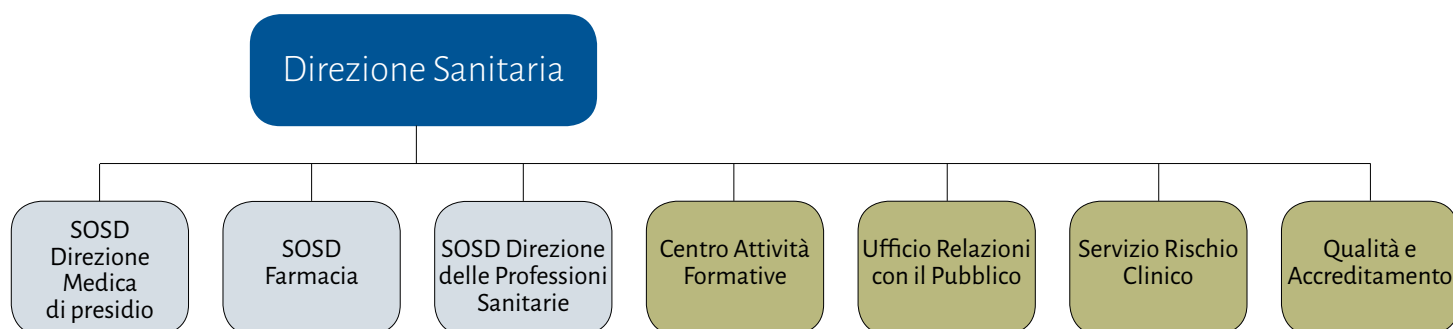 Direzione Sanitaria
SOSD
Direzione
Medica
di presidio
SOSD
Farmacia
SOSD Direzione
delle Professioni
Sanitarie
Centro Attività
Formative
Ufficio Relazioni
con il Pubblico
Servizio Rischio
Clinico
Qualità e
Accreditamento